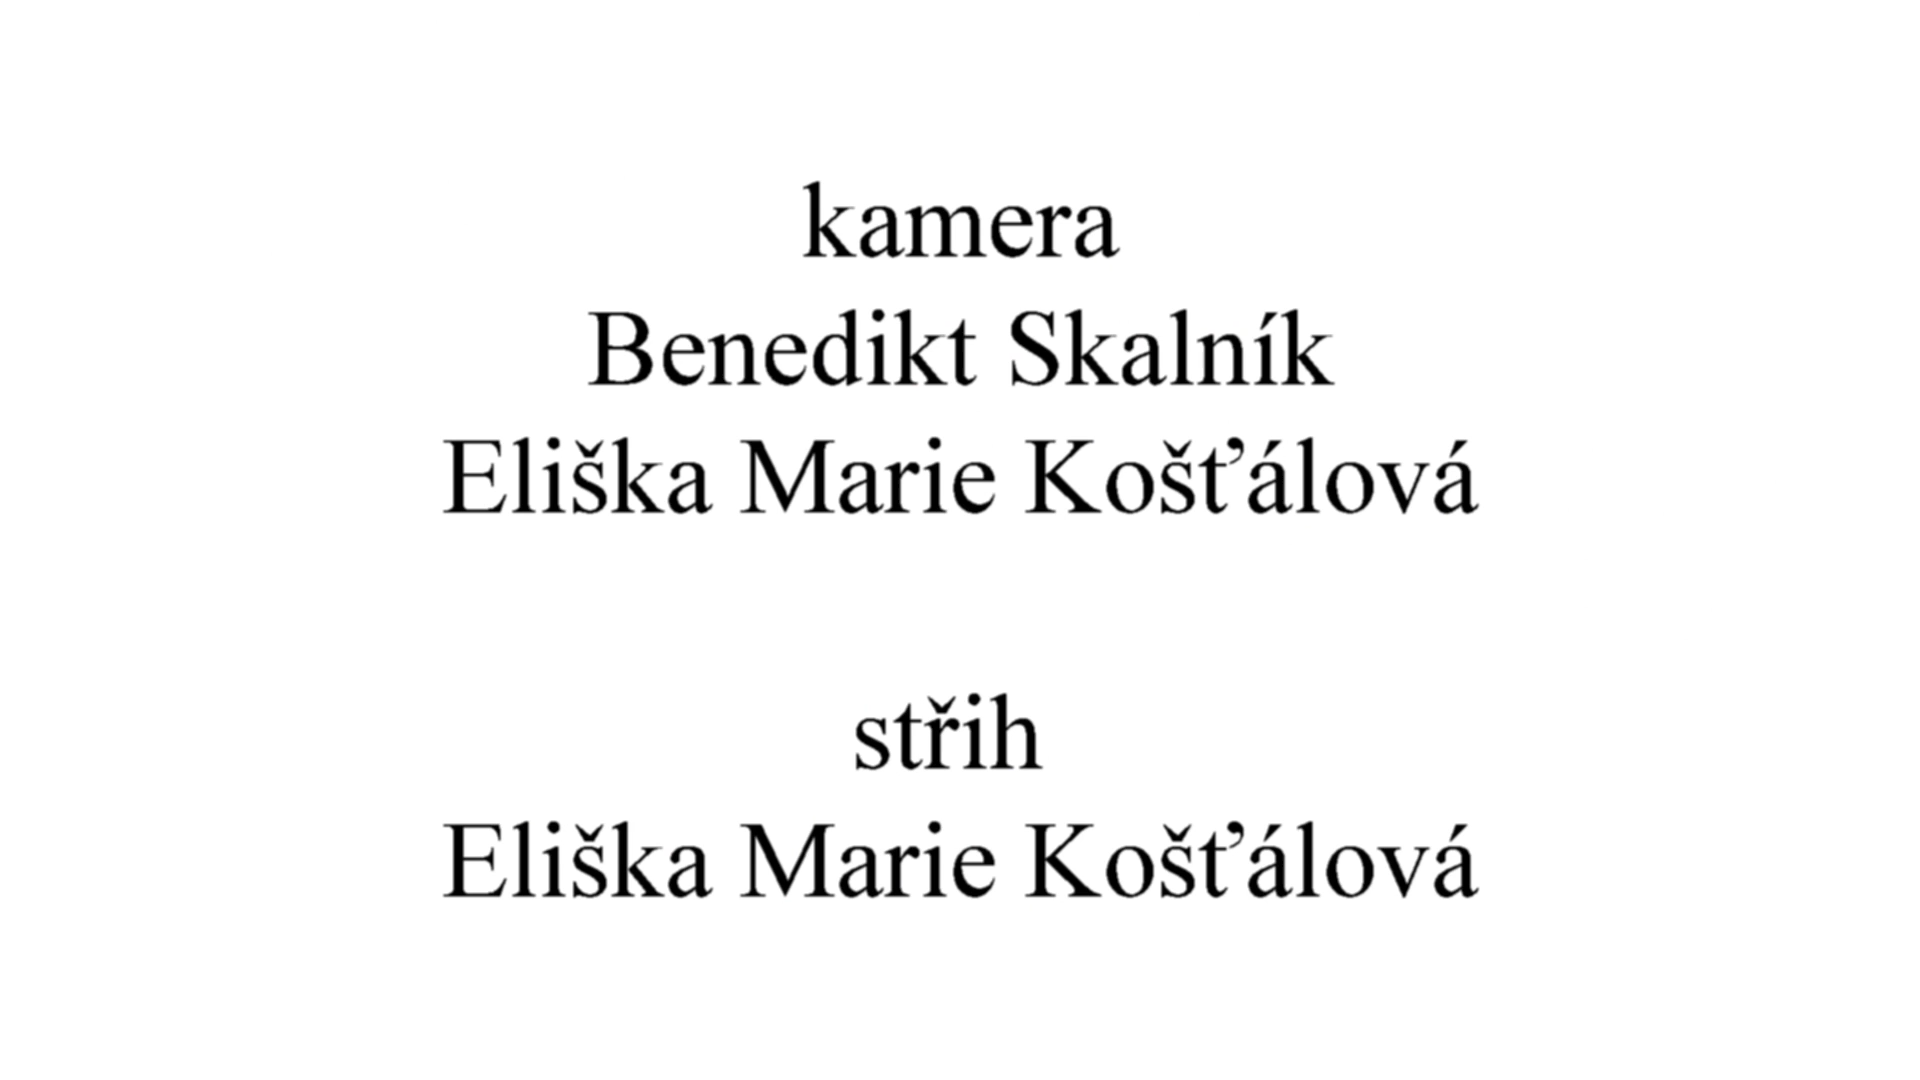 kamera
Benedikt Skalník
Eliška Marie Košťálová
střih
Eliška Marie Košťálová